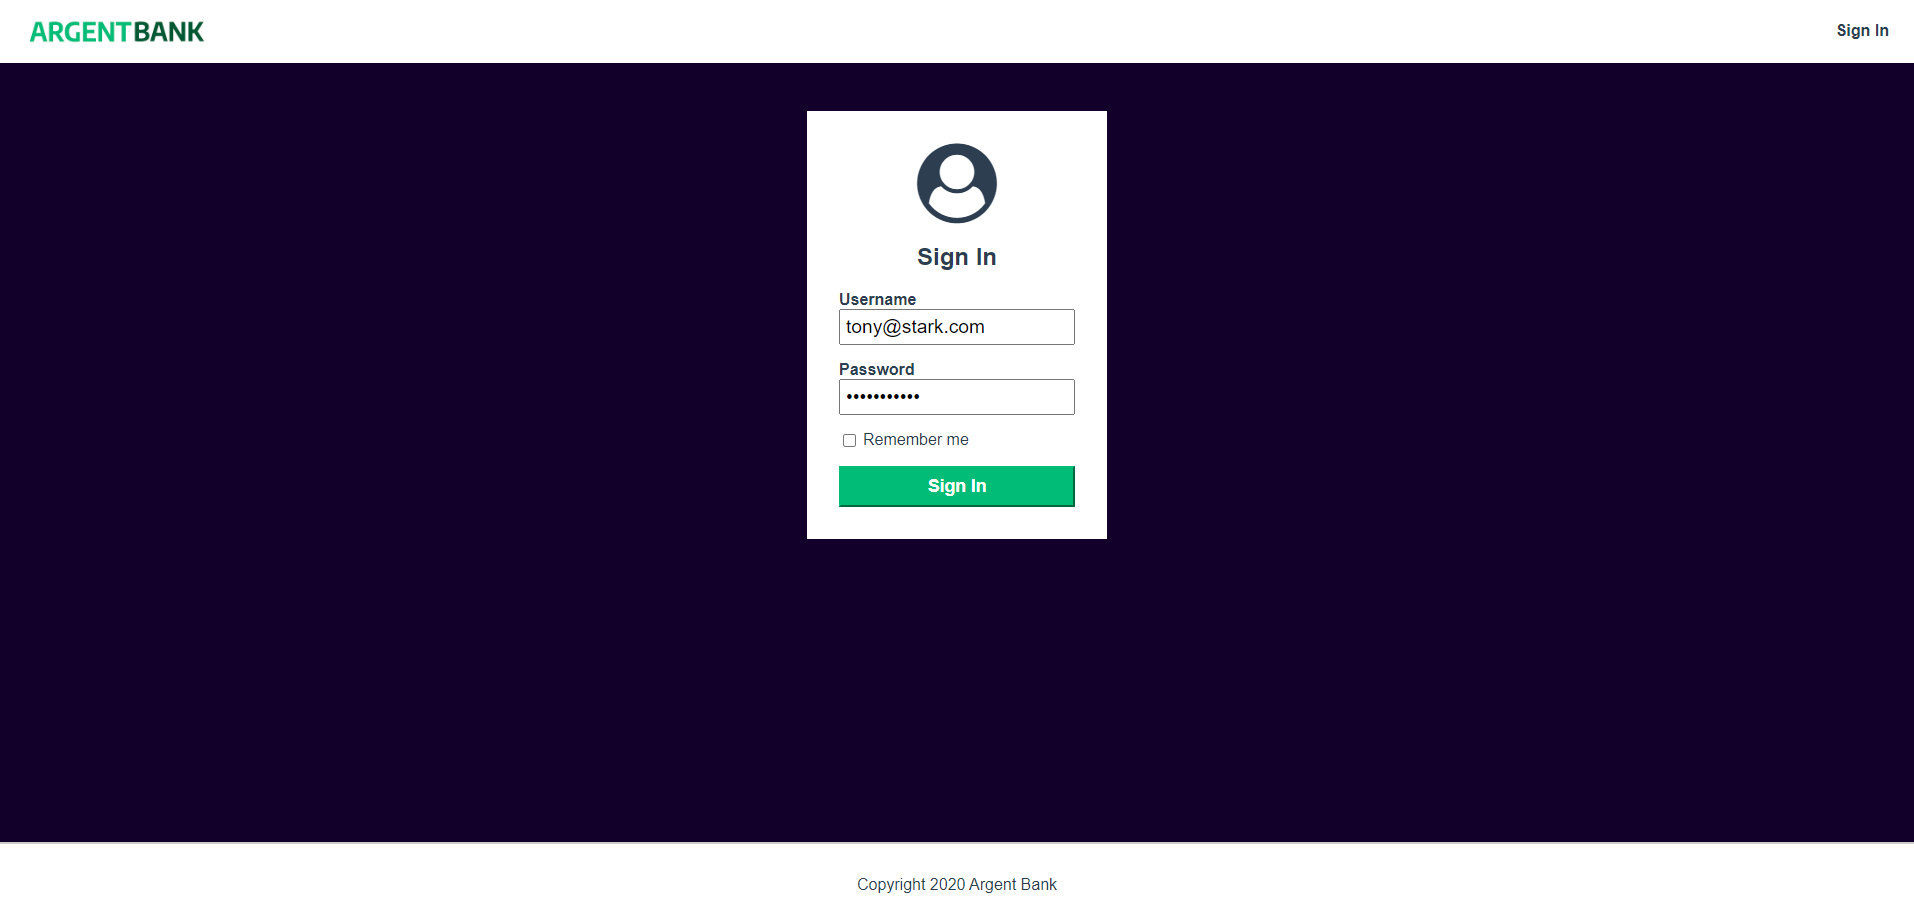 ARGENTBANK
Sign In
Sign In
Username
tony@stark.com
Password
•••••••••••
Remember me
Sign In
Copyright 2020 Argent Bank